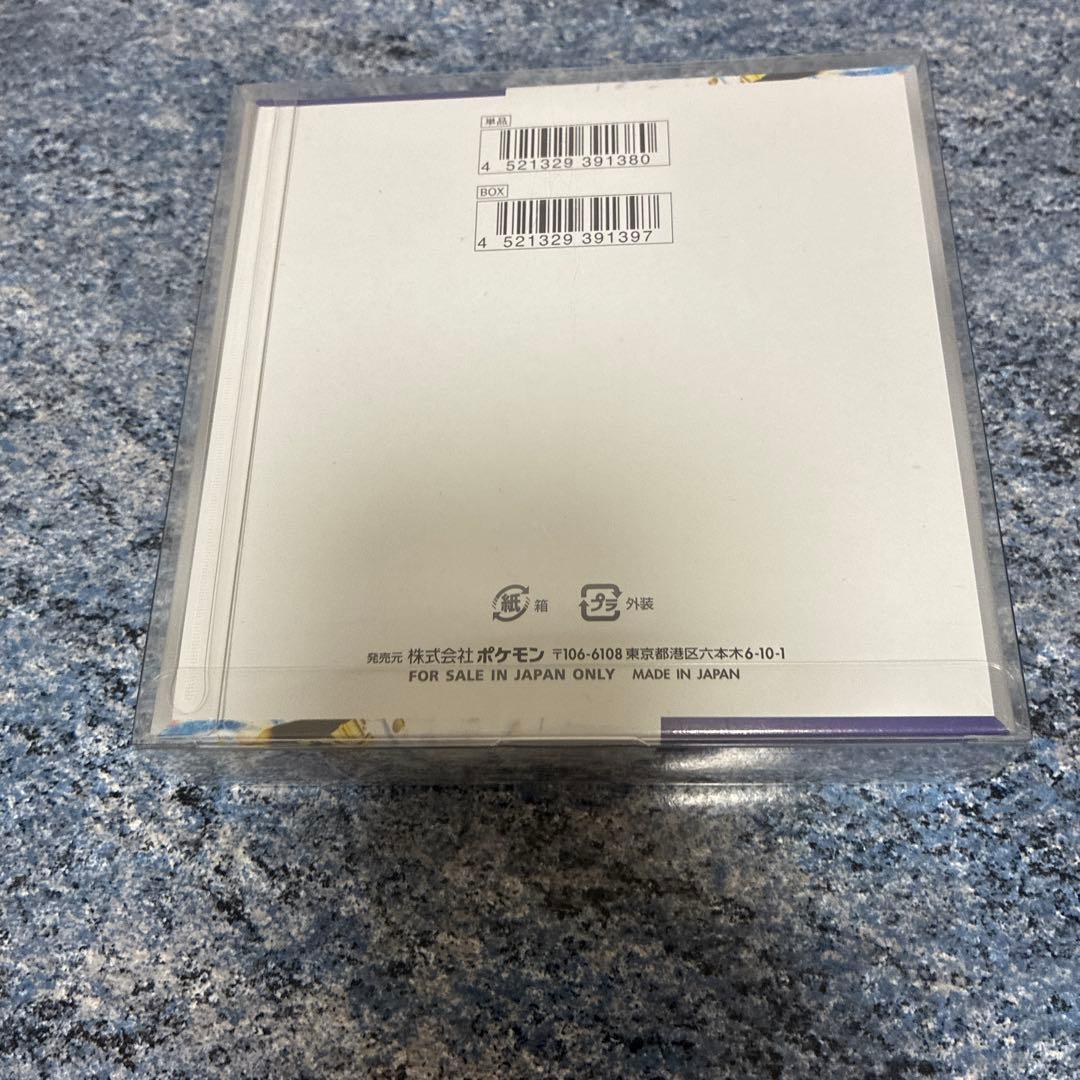 単品
4 521329 391380
BOX
4 521329 391397
紙 箱 プラ 外装
発売元 株式会社 ポケモン 〒106-6108 東京都港区六本木6-10-1
FOR SALE IN JAPAN ONLY MADE IN JAPAN